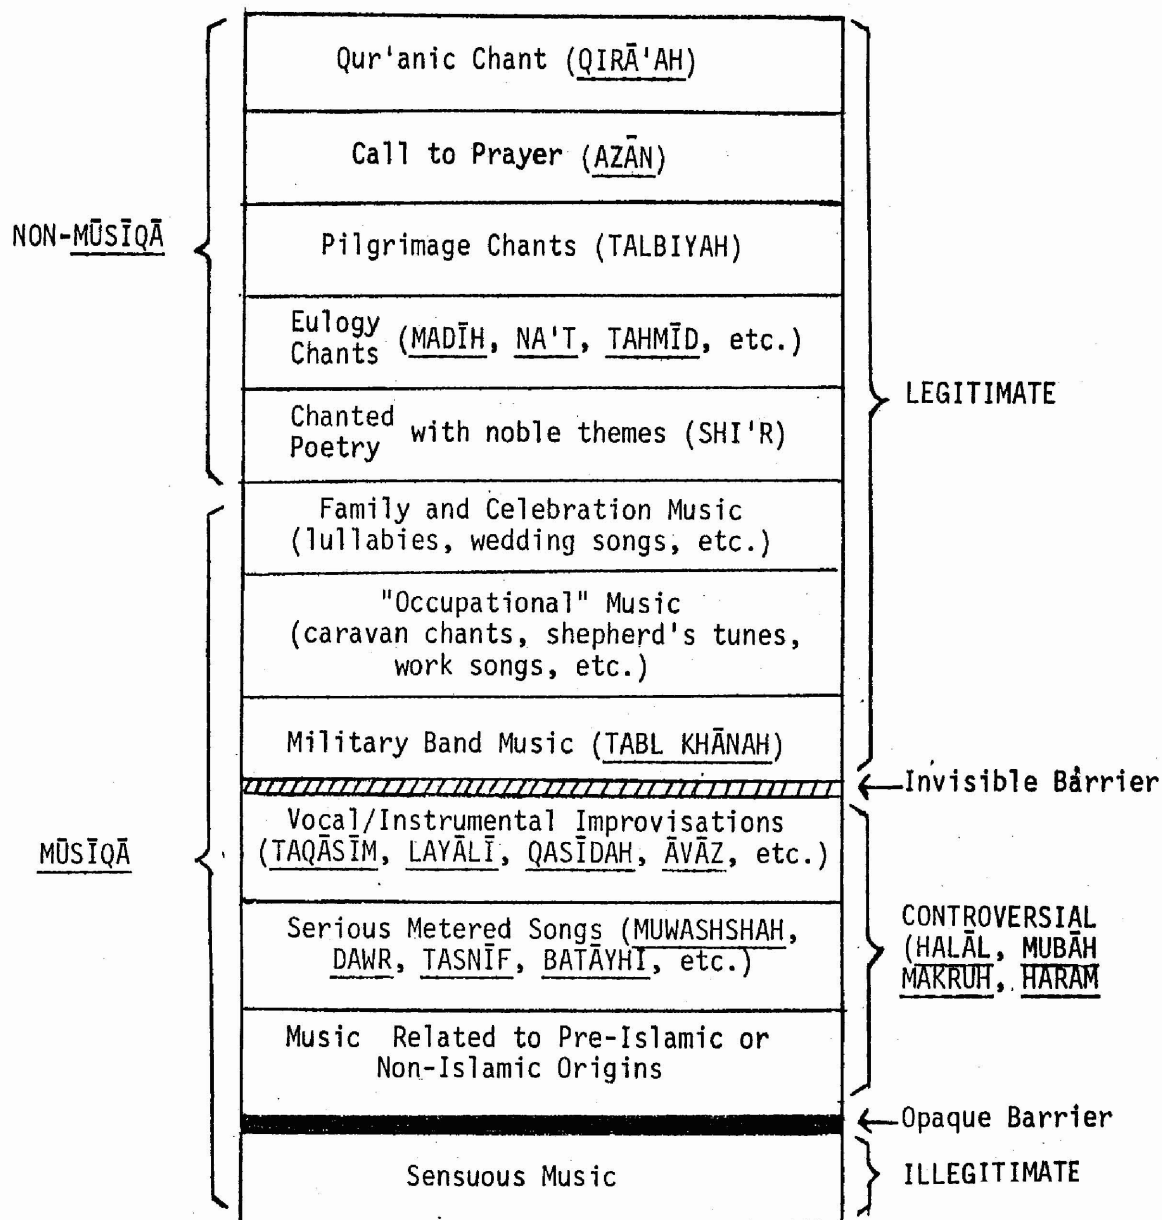 Qur'anic Chant (QIRĀ'AH)
Call to Prayer (AZĀN)
NON-MŪSĪQĀ
Pilgrimage Chants (TALBIYAH)
Eulogy
Chants (MADĪH, NA'T, TAHMĪD, etc.)
LEGITIMATE
Chanted
Poetry with noble themes (SHI'R)
Family and Celebration Music
(lullabies, wedding songs, etc.)
"Occupational" Music
(caravan chants, shepherd's tunes,
work songs, etc.)
Military Band Music (TABL KHĀNAH)
Invisible Barrier
MŪSĪQĀ
Vocal/Instrumental Improvisations
(TAQĀSĪM, LAYĀLĪ, QASĪDAH, ĀVĀZ, etc.)
Serious Metered Songs (MUWASHSHAH,
DAWR, TASNĪF, BATĀYHĪ, etc.)
CONTROVERSIAL
(HALĀL, MUBĀH
MAKRŪH, HARĀM
Music Related to Pre-Islamic or
Non-Islamic Origins
Opaque Barrier
Sensuous Music
ILLEGITIMATE